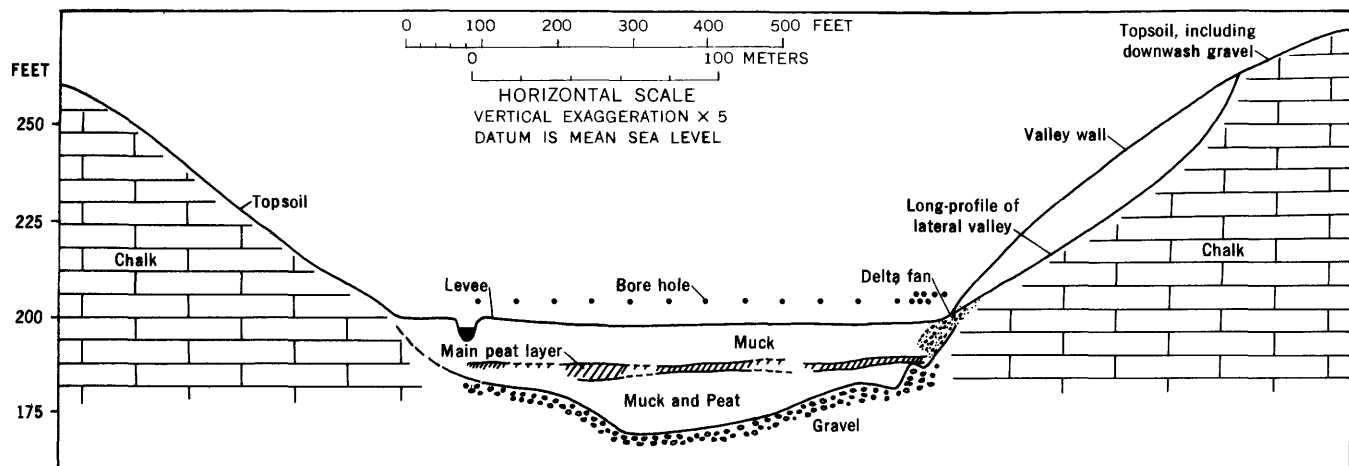 0 100 200 300 400 500 FEET
0 100 METERS
HORIZONTAL SCALE
VERTICAL EXAGGERATION X 5
DATUM IS MEAN SEA LEVEL
Topsoil, including
downwash gravel
FEET
250
225
200
175
Valley wall
Topsoil
Long-profile of
lateral valley
Chalk
Chalk
Delta fan
Levee
Bore hole
Muck
Main peat layer
Muck and Peat
Gravel